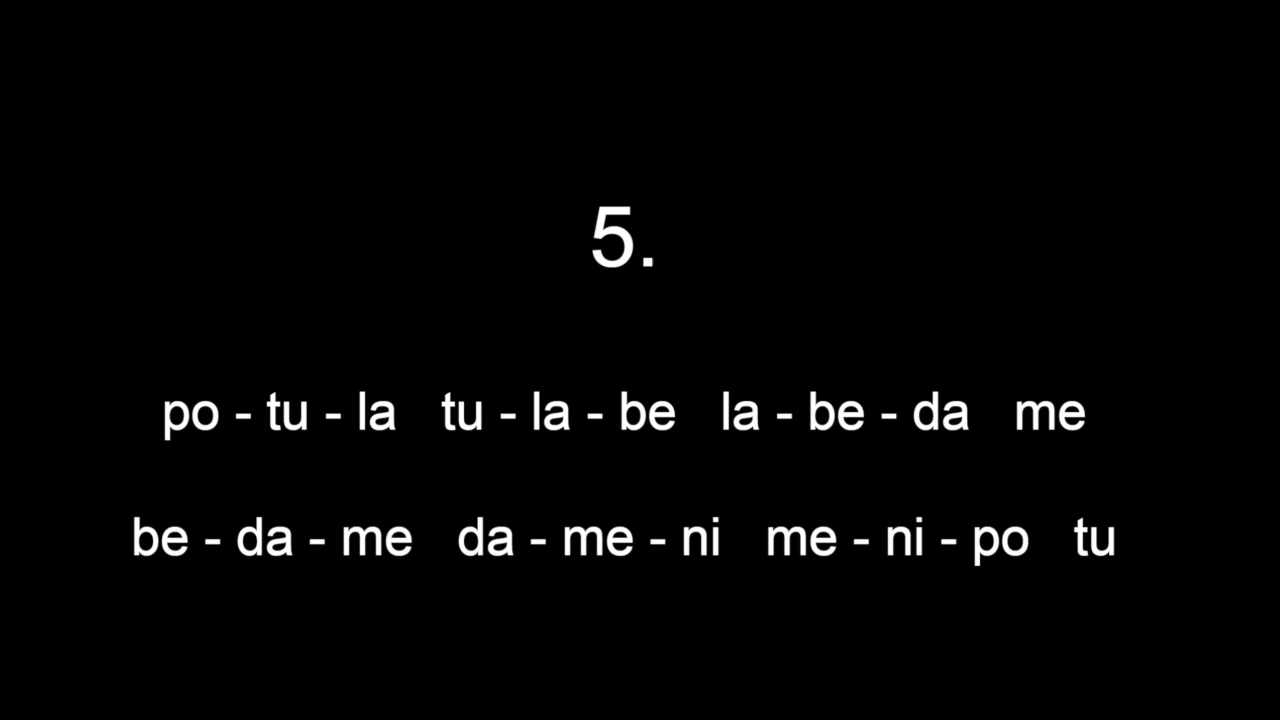 5.
po - tu - la   tu - la - be   la - be - da   me
be - da - me   da - me - ni   me - ni - po   tu